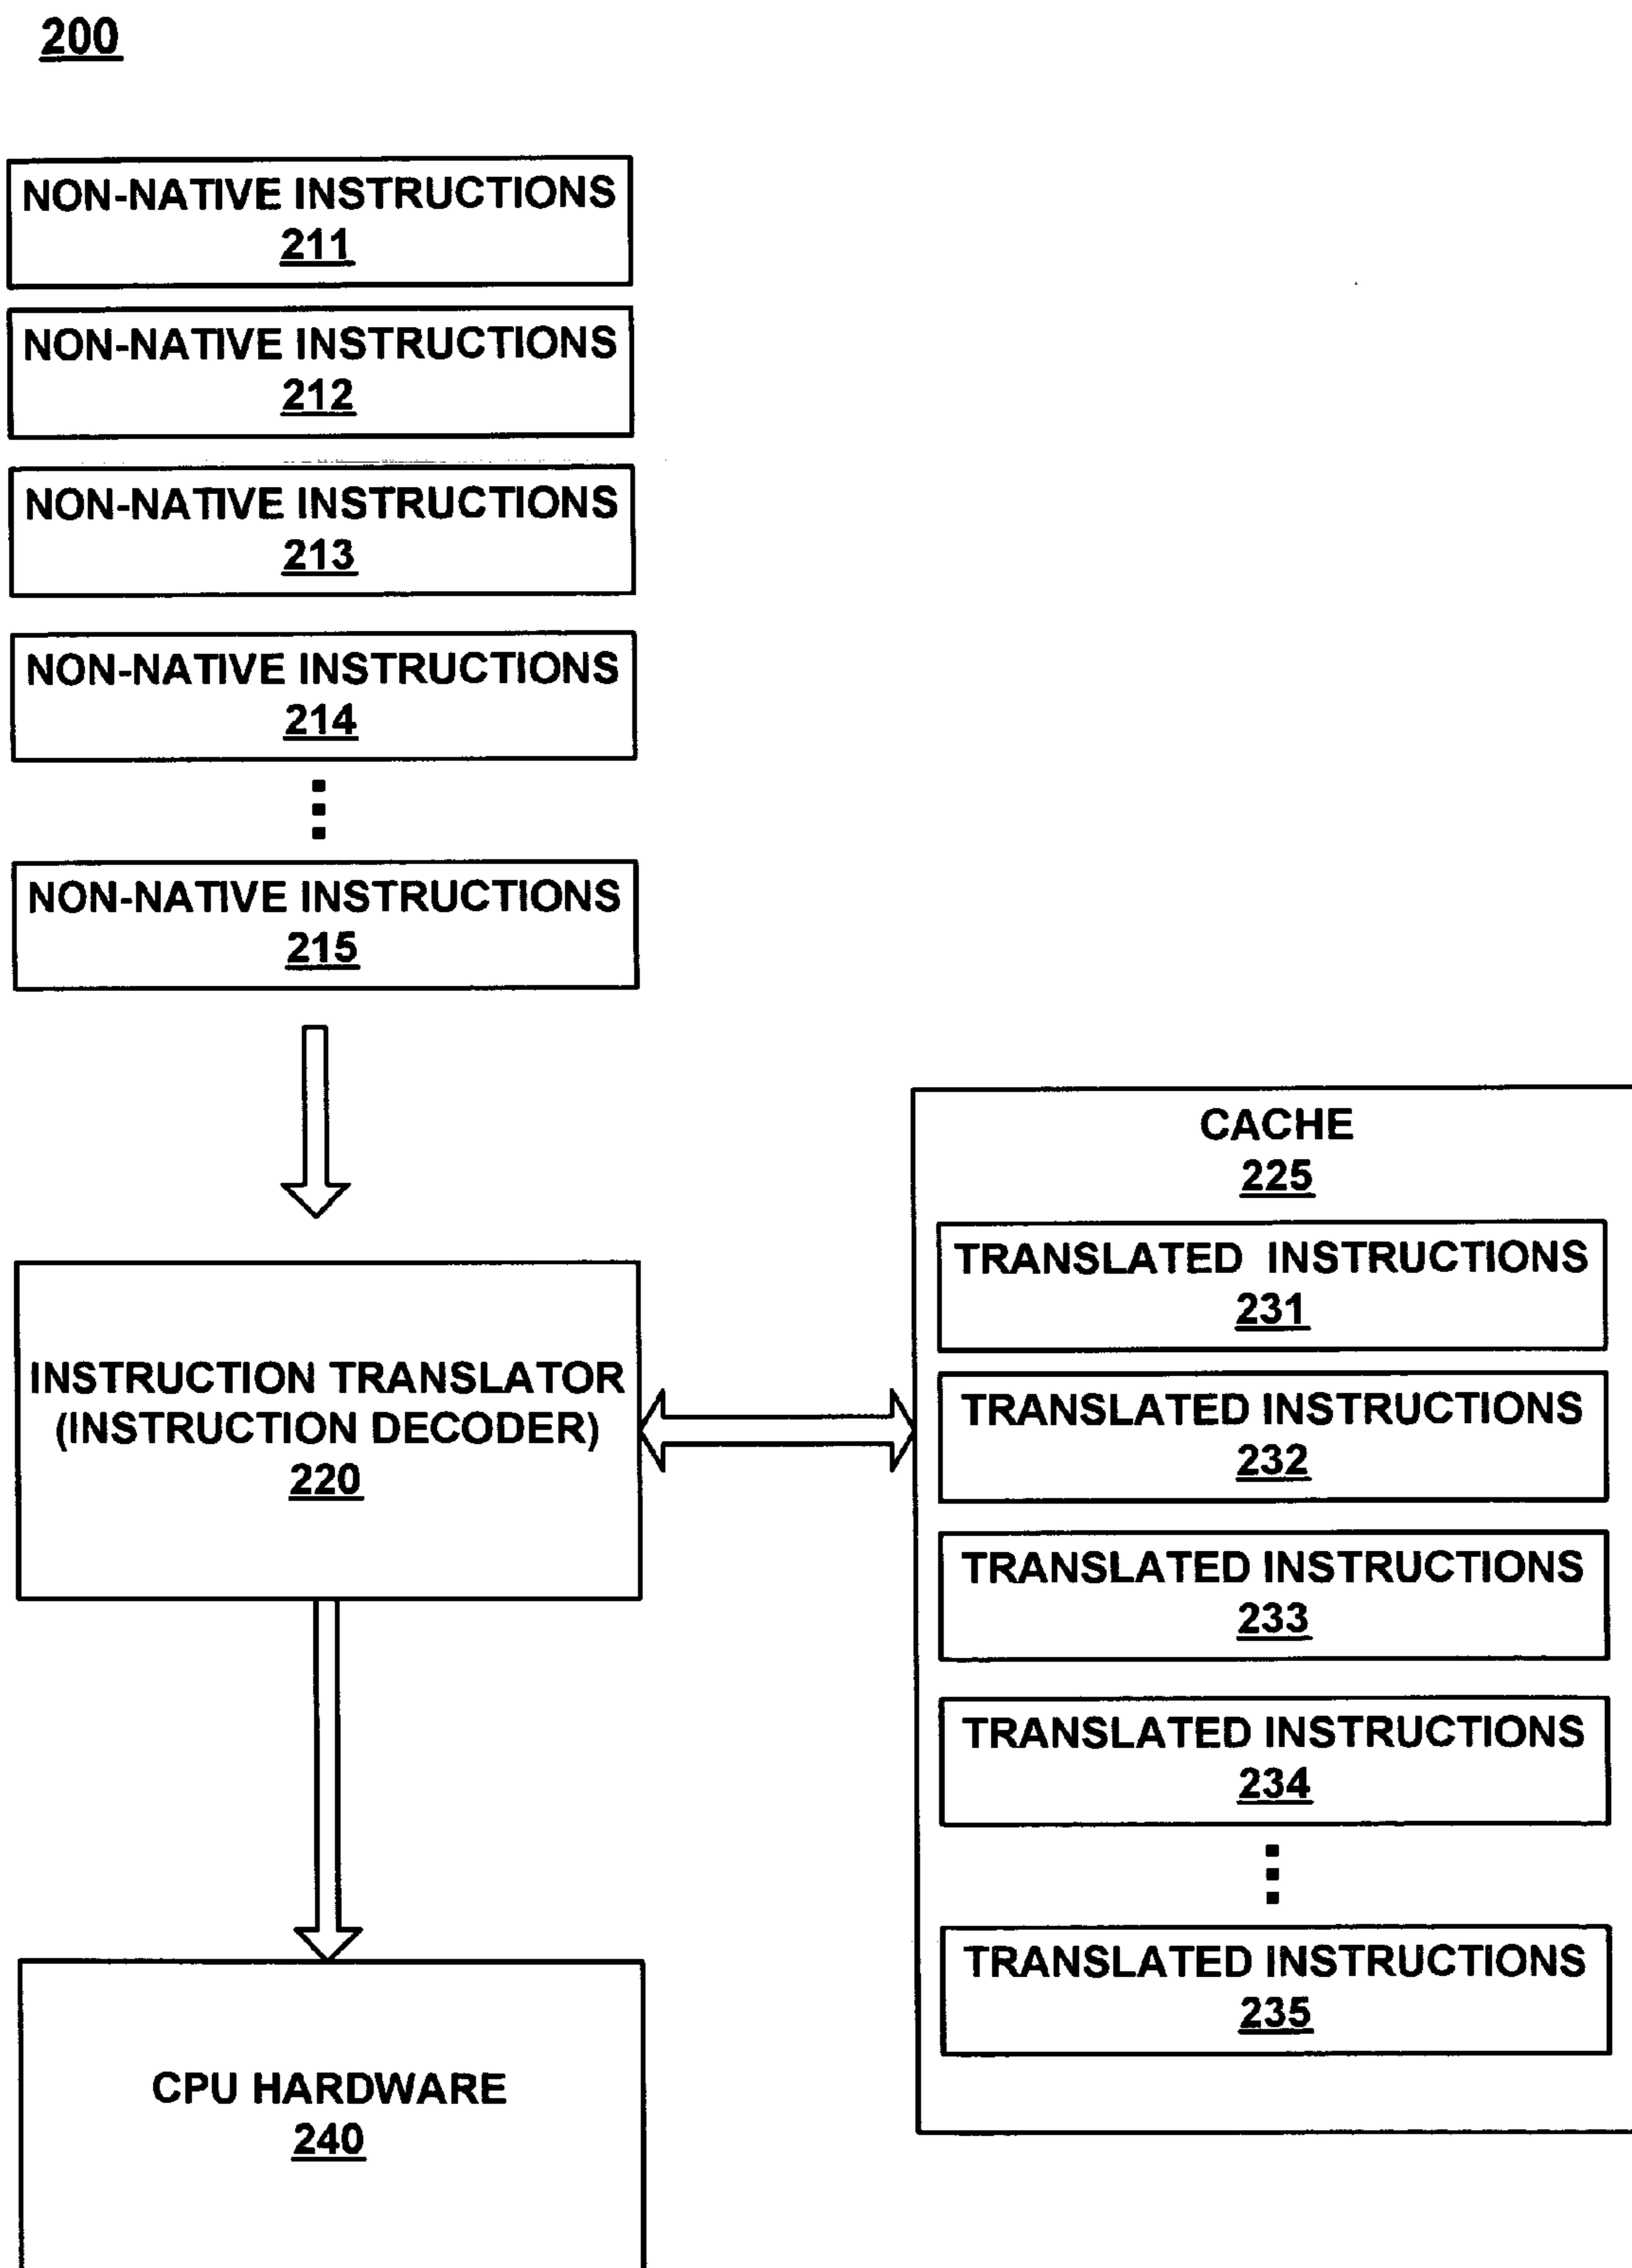 200
NON-NATIVE INSTRUCTIONS
211
NON-NATIVE INSTRUCTIONS
212
NON-NATIVE INSTRUCTIONS
213
NON-NATIVE INSTRUCTIONS
214
NON-NATIVE INSTRUCTIONS
215
INSTRUCTION TRANSLATOR
(INSTRUCTION DECODER)
220
CACHE
225
TRANSLATED INSTRUCTIONS
231
TRANSLATED INSTRUCTIONS
232
TRANSLATED INSTRUCTIONS
233
TRANSLATED INSTRUCTIONS
234
TRANSLATED INSTRUCTIONS
235
CPU HARDWARE
240